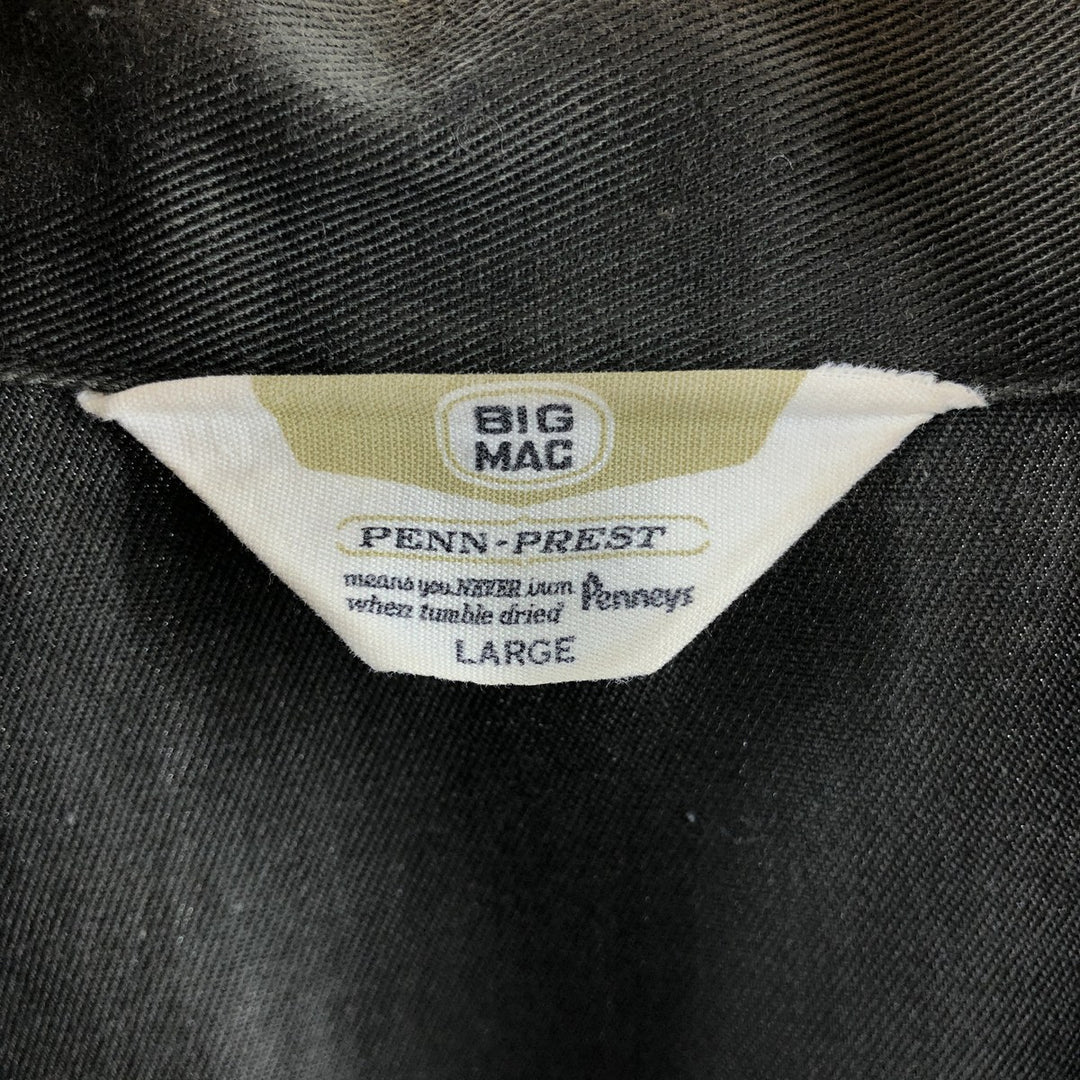 BIG
MAC
PENN-PREST
means you NEVER iron
when tumble dried
Penneys
LARGE